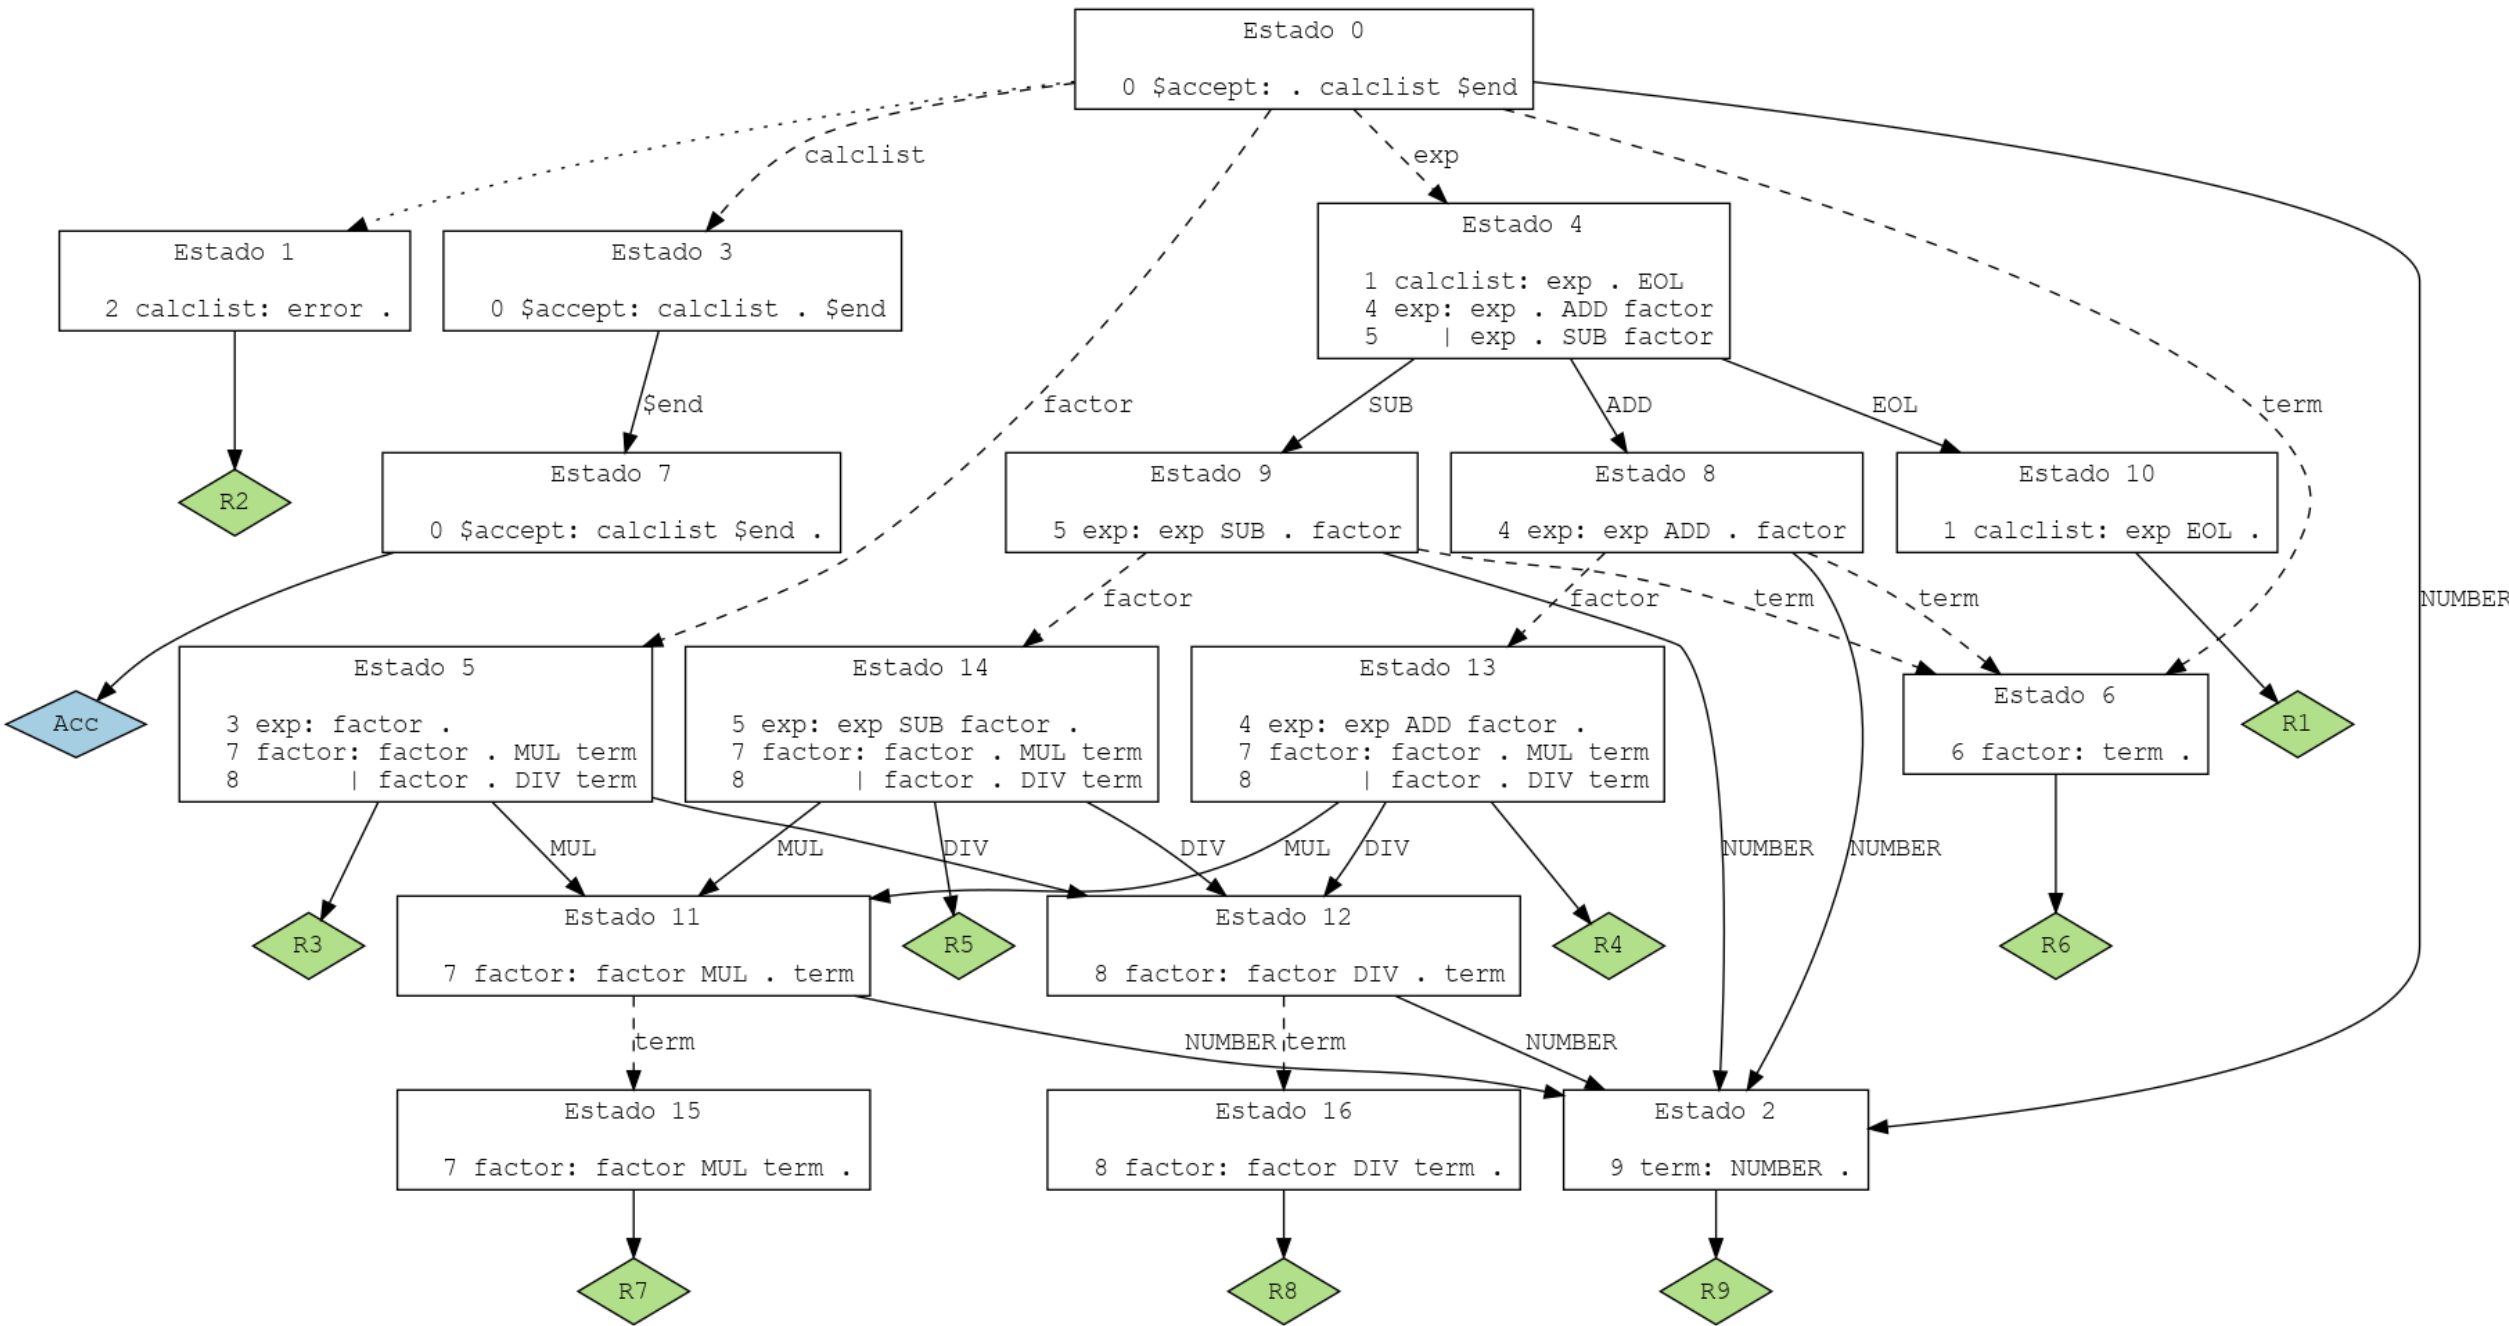 Estado 0
0 $accept: . calclist $end
calclist
exp
Estado 4
1 calclist: exp . EOL
4 exp: exp . ADD factor
5 | exp . SUB factor
Estado 1
2 calclist: error .
Estado 3
0 $accept: calclist . $end
$end
factor
SUB
ADD
EOL
term
Estado 7
0 $accept: calclist $end .
Estado 9
5 exp: exp SUB . factor
Estado 8
4 exp: exp ADD . factor
Estado 10
1 calclist: exp EOL .
R2
factor
factor
term
term
NUMBER
Estado 5
3 exp: factor .
7 factor: factor . MUL term
8 | factor . DIV term
Estado 14
5 exp: exp SUB factor .
7 factor: factor . MUL term
8 | factor . DIV term
Estado 13
4 exp: exp ADD factor .
7 factor: factor . MUL term
8 | factor . DIV term
Estado 6
6 factor: term .
Acc
R1
MUL
MUL
DIV
DIV
MUL
DIV
NUMBER
NUMBER
R3
Estado 11
7 factor: factor MUL . term
R5
Estado 12
8 factor: factor DIV . term
R4
R6
term
NUMBER
term
NUMBER
Estado 15
7 factor: factor MUL term .
Estado 16
8 factor: factor DIV term .
Estado 2
9 term: NUMBER .
R7
R8
R9